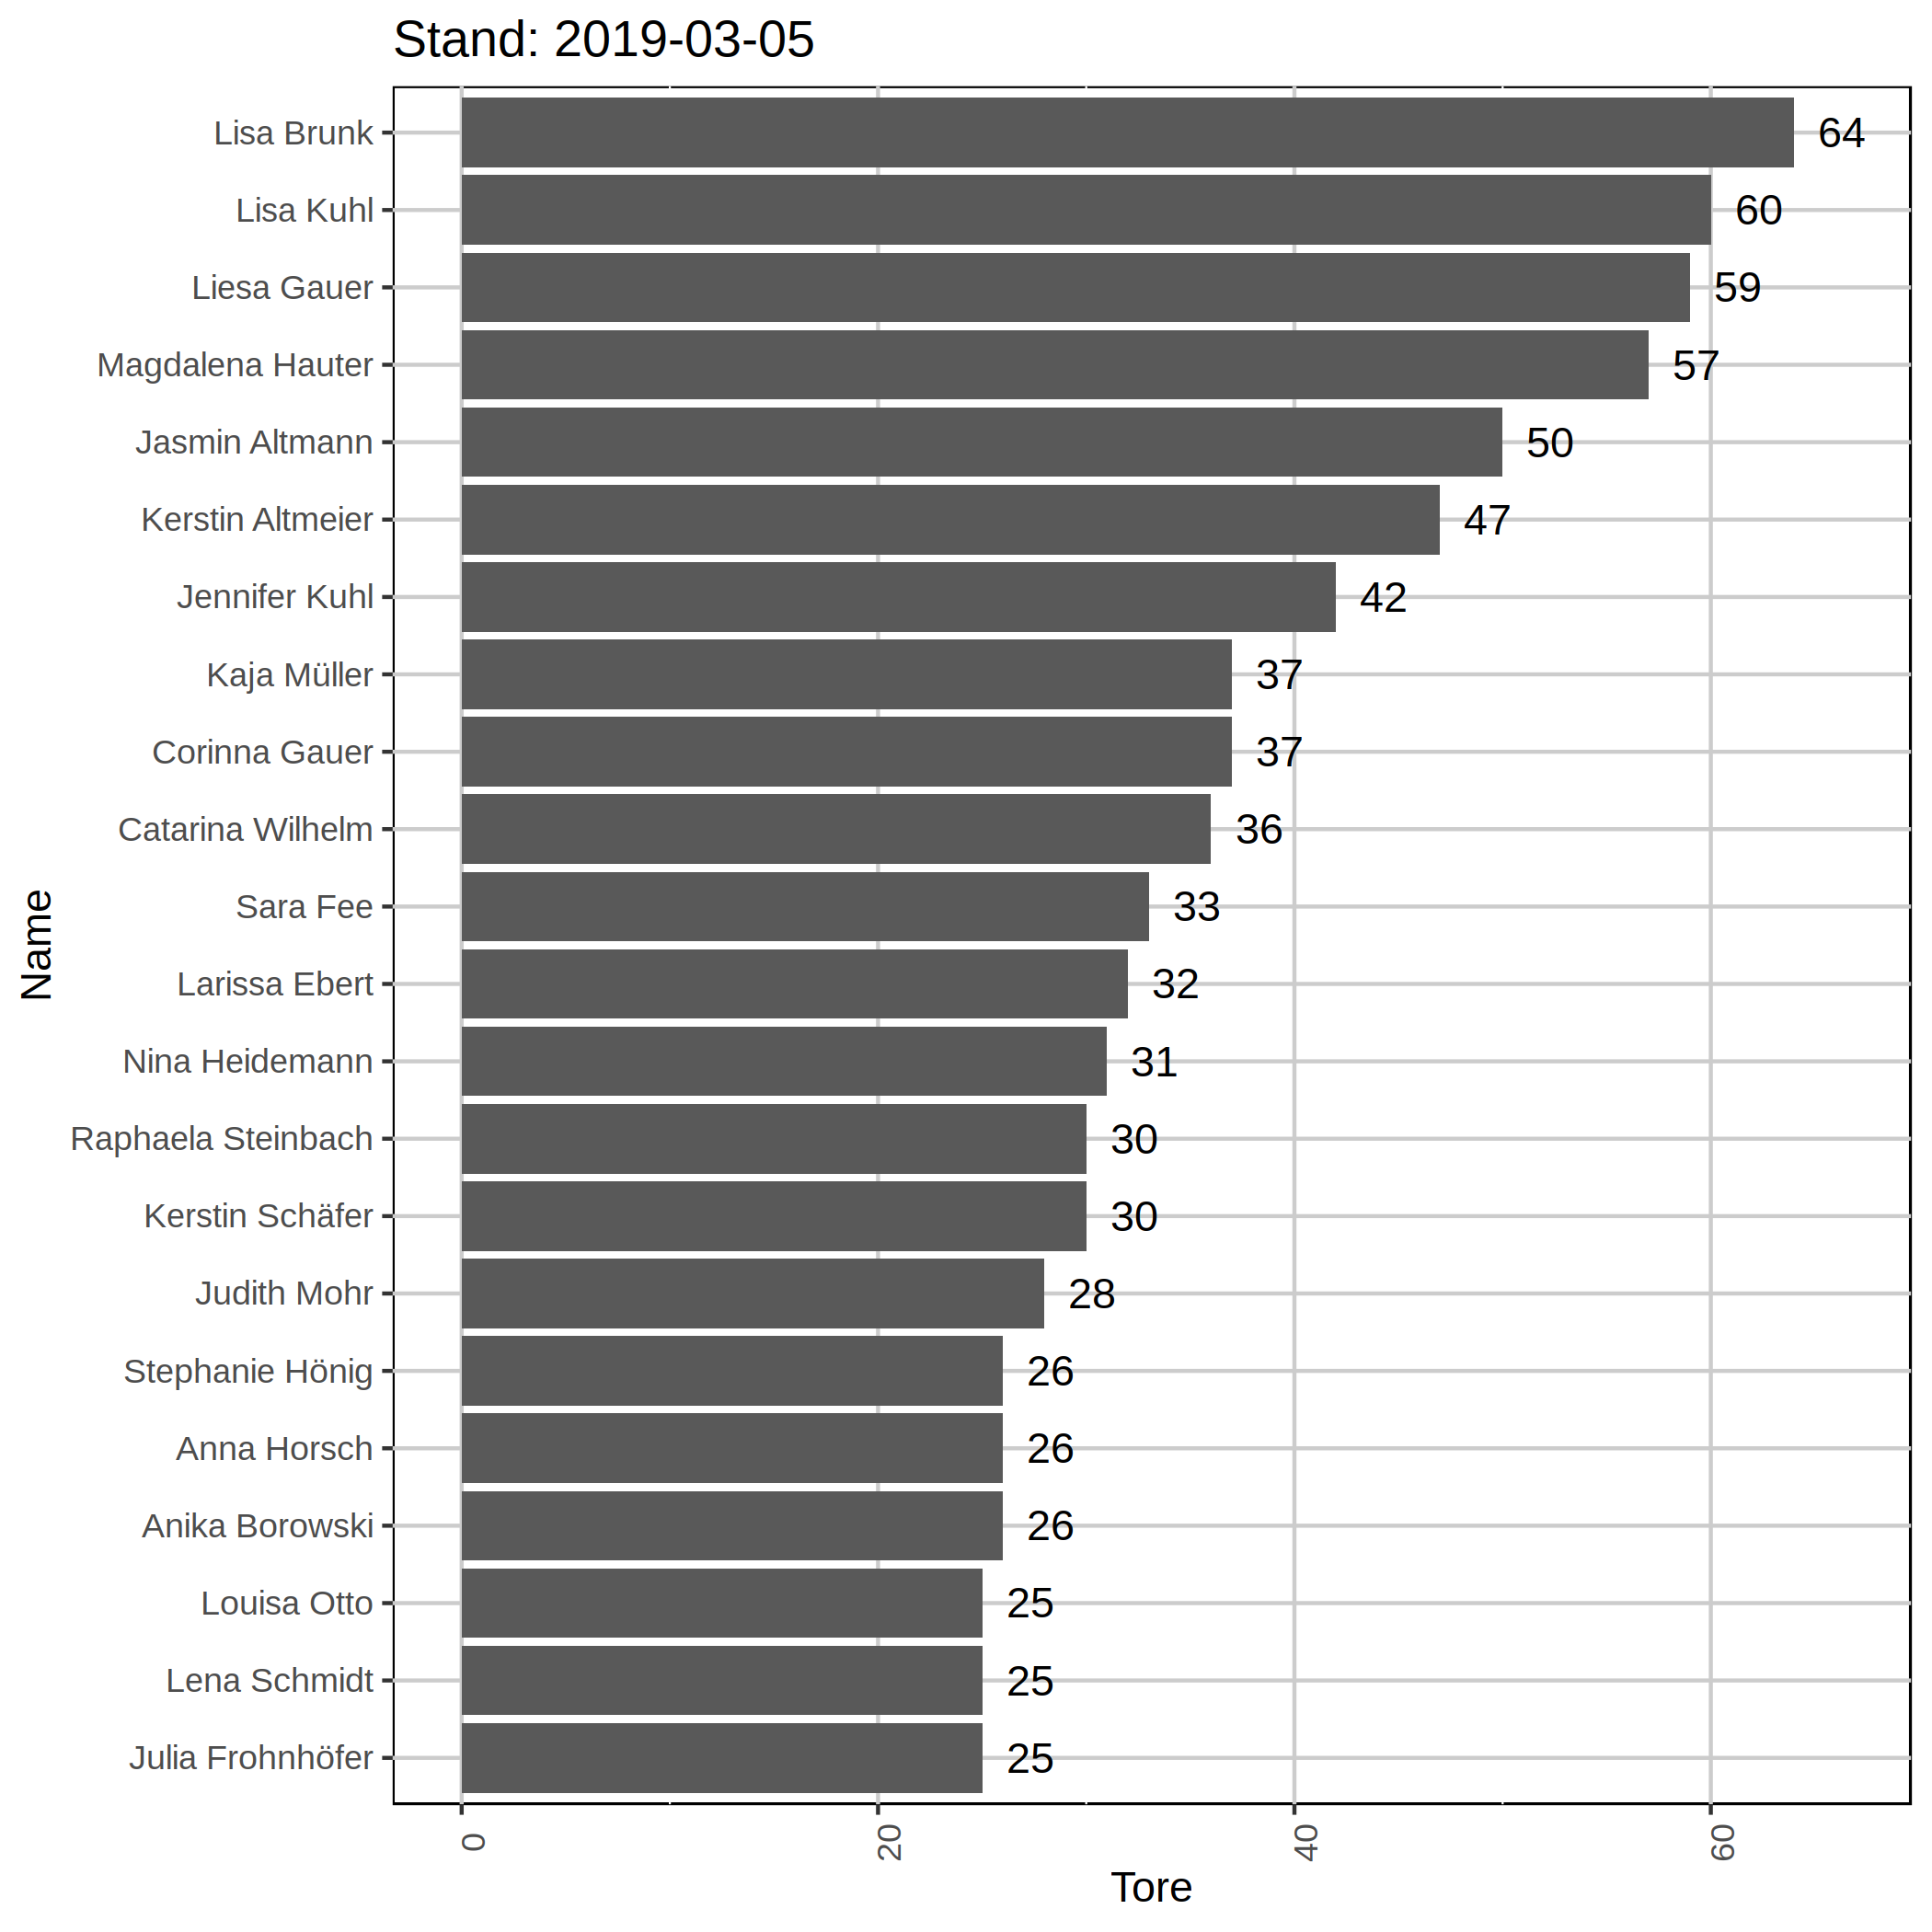 Stand: 2019-03-05
Lisa Brunk 64
Lisa Kuhl 60
Liesa Gauer 59
Magdalena Hauter 57
Jasmin Altmann 50
Kerstin Altmeier 47
Jennifer Kuhl 42
Kaja Müller 37
Corinna Gauer 37
Catarina Wilhelm 36
Sara Fee 33
Larissa Ebert 32
Nina Heidemann 31
Raphaela Steinbach 30
Kerstin Schäfer 30
Judith Mohr 28
Stephanie Hönig 26
Anna Horsch 26
Anika Borowski 26
Louisa Otto 25
Lena Schmidt 25
Julia Frohnhöfer 25
Name
0 20 40 60
Tore